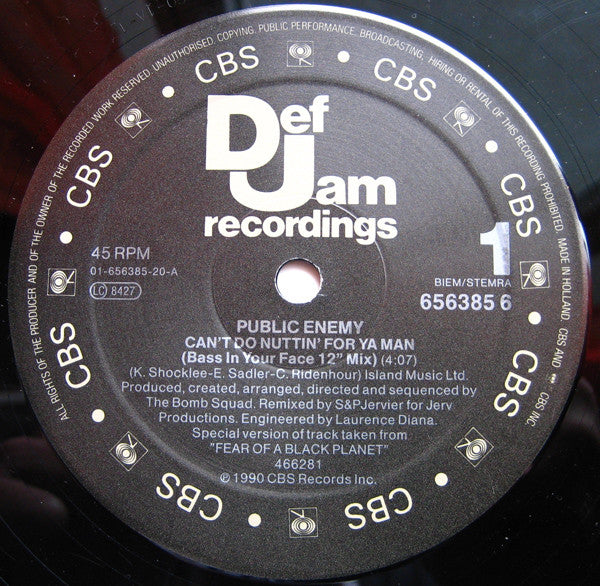 ALL RIGHTS OF THE PRODUCER AND OF THE OWNER OF THE RECORDED WORK RESERVED. UNAUTHORISED COPYING. PUBLIC PERFORMANCE. BROADCASTING. HIRING OR RENTAL OF THIS RECORDING PROHIBITED. MADE IN HOLLAND. CBS AND ARE CBS INC.
CBS • CBS • CBS • CBS • CBS • CBS • CBS • CBS • CBS
Def
Jam
recordings
1
45 RPM
01-656385-20-A
LC 8427
BIEM/STEMRA
656385 6
PUBLIC ENEMY
CAN'T DO NUTTIN' FOR YA MAN
(Bass In Your Face 12" Mix) (4:07)
(K. Shocklee-E. Sadler-C. Ridenhour) Island Music Ltd.
Produced, created, arranged, directed and sequenced by
The Bomb Squad. Remixed by S&PJervier for Jerv
Productions. Engineered by Laurence Diana.
Special version of track taken from
"FEAR OF A BLACK PLANET"
466281
℗ 1990 CBS Records Inc.